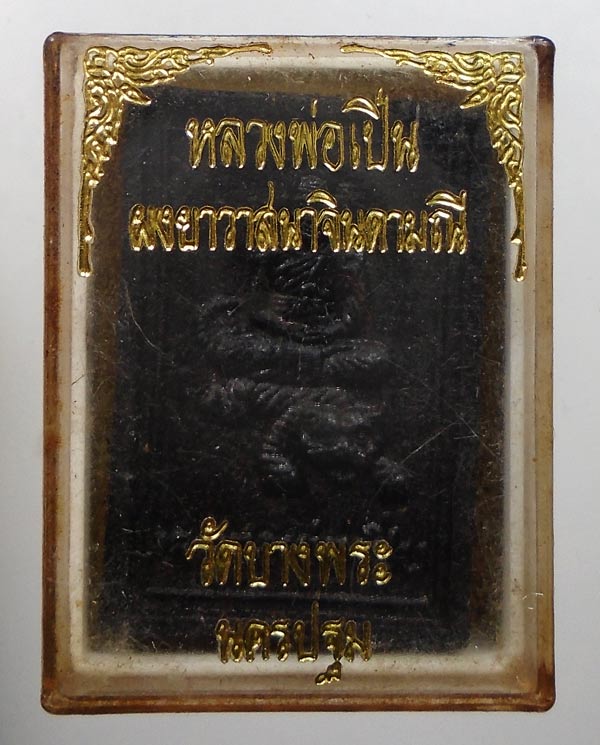 หลวงพ่อเปิ่น
ผงยาวาสนาจินดามณี
วัดบางพระ
นครปฐม